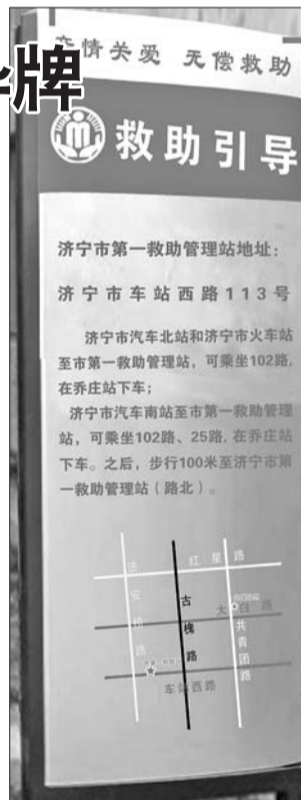 牌
亲情关爱 无偿救助
救助引导
济宁市第一救助管理站地址：
济宁市车站西路113号
济宁市汽车北站和济宁市火车站
至市第一救助管理站，可乘坐102路，
在乔庄站下车；
济宁市汽车南站至市第一救助管理
站，可乘坐102路、25路，在乔庄站
下车。之后，步行100米至济宁市第
一救助管理站（路北）。
红星路
济安桥路
古槐路
太白路
共青团路
车站西路